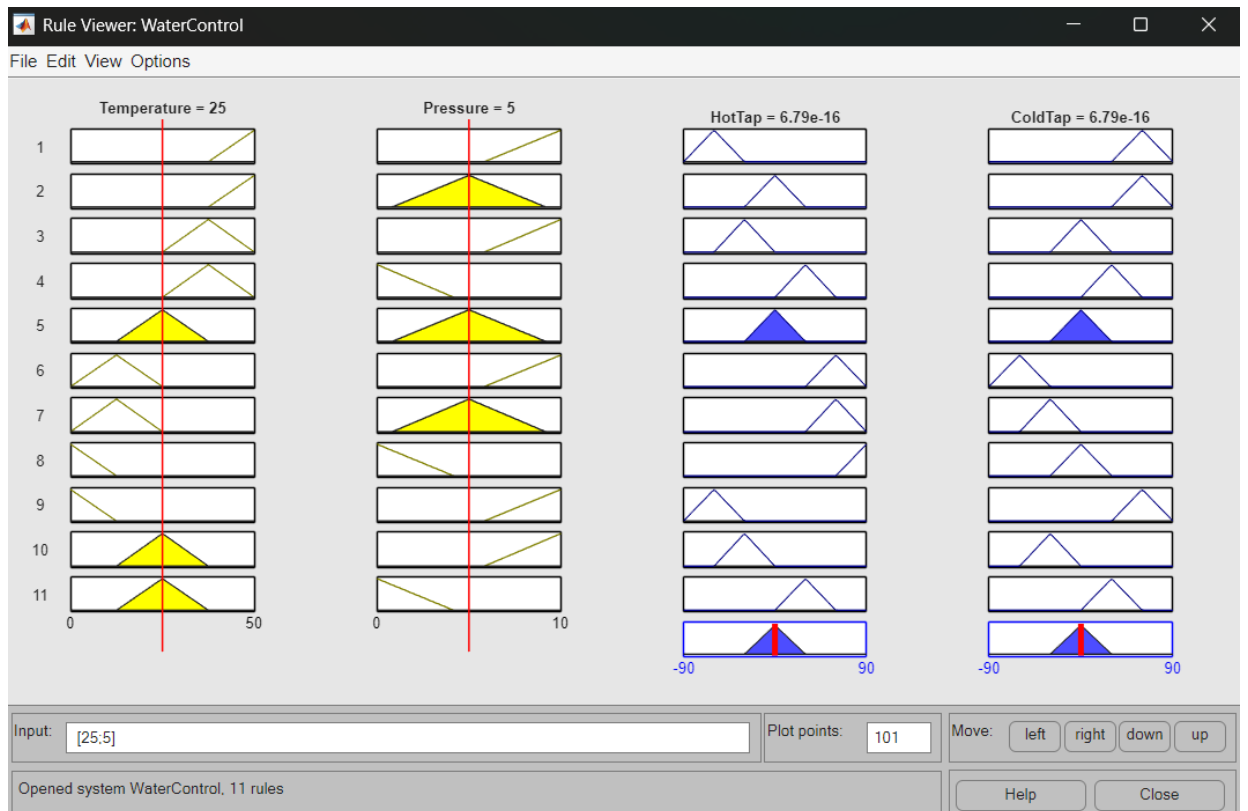 Rule Viewer: WaterControl
File Edit View Options
Temperature = 25
Pressure = 5
HotTap = 6.79e-16
ColdTap = 6.79e-16
1
2
3
4
5
6
7
8
9
10
11
0 50
0 10
-90 90
-90 90
Input: [25;5]
Plot points: 101
Move: left right down up
Opened system WaterControl, 11 rules
Help Close